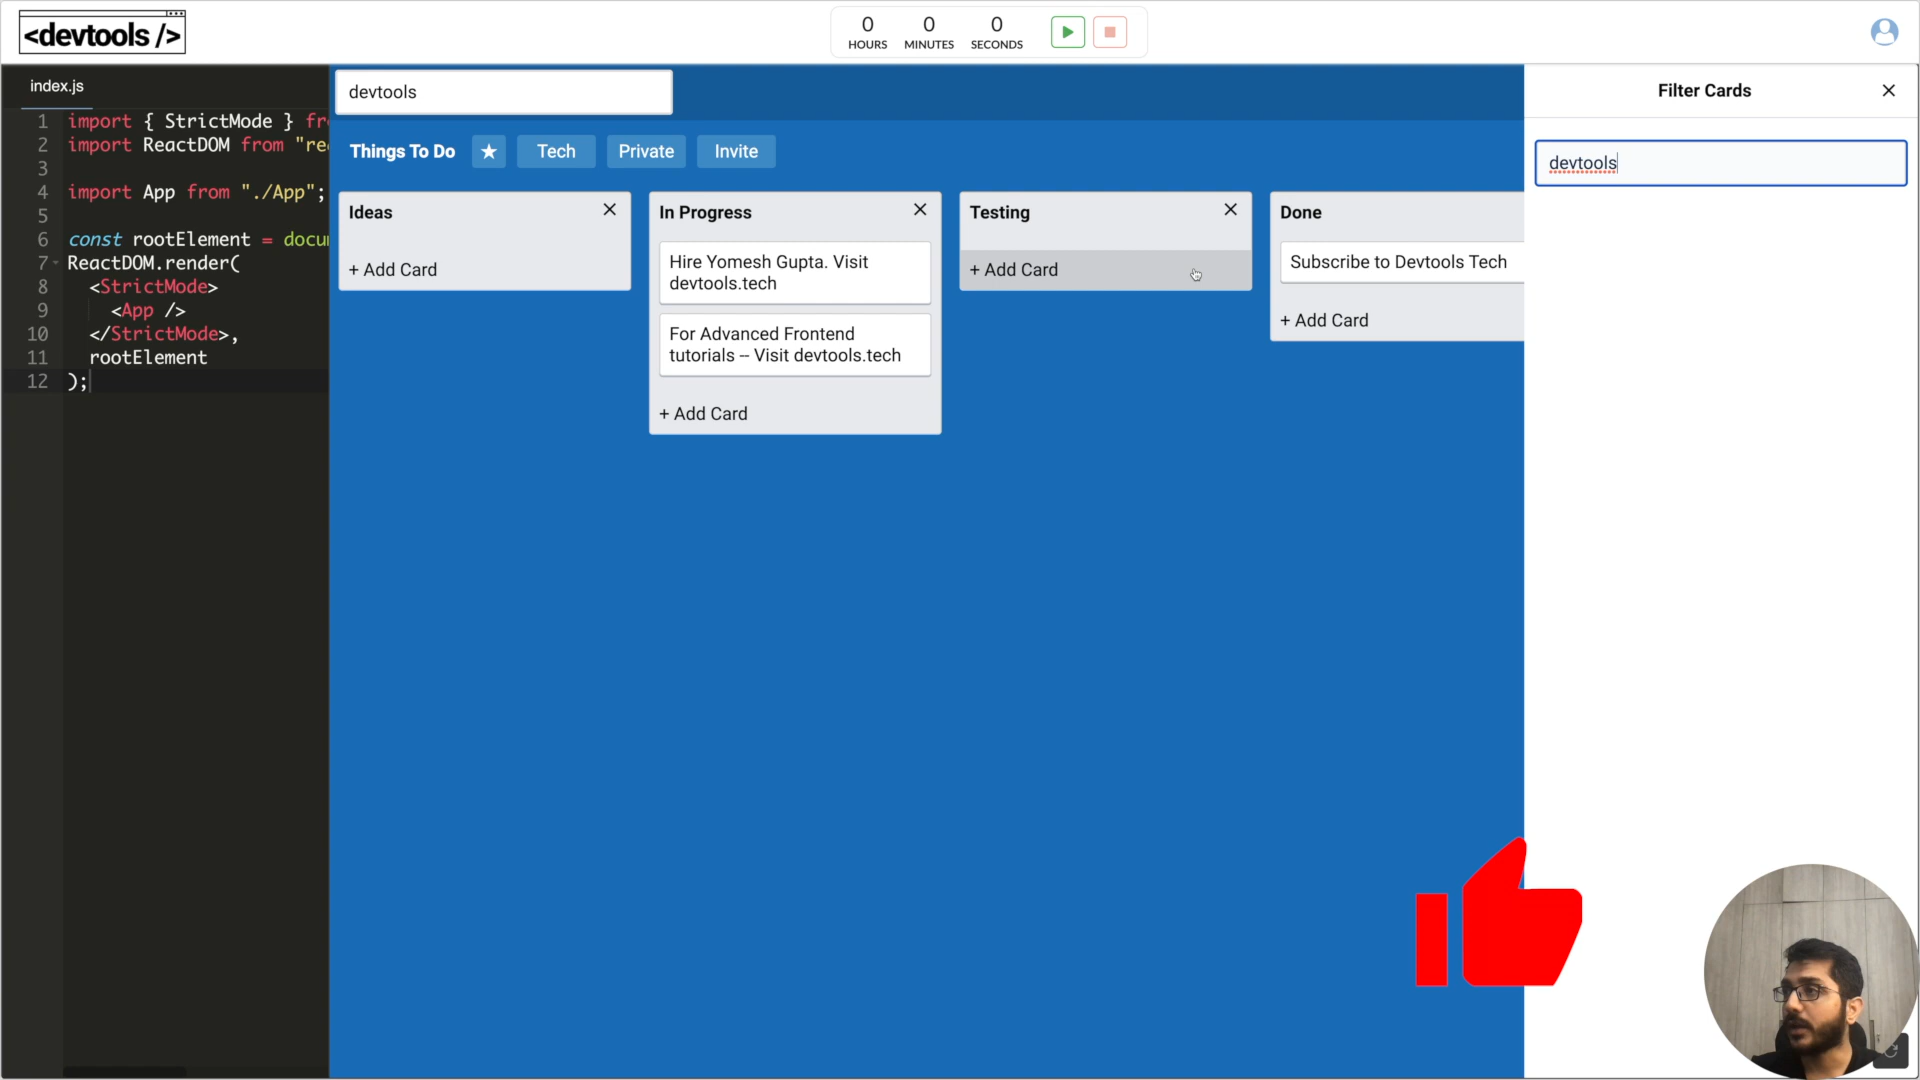 <devtools />
0 0 0
HOURS MINUTES SECONDS
index.js
1 import { StrictMode } fr
2 import ReactDOM from "re
3
4 import App from "./App";
5
6 const rootElement = docu
7 ReactDOM.render(
8 <StrictMode>
9 <App />
10 </StrictMode>,
11 rootElement
12 );
devtools
Things To Do ★ Tech Private Invite
Ideas
+ Add Card
In Progress
Hire Yomesh Gupta. Visit
devtools.tech
For Advanced Frontend
tutorials -- Visit devtools.tech
+ Add Card
Testing
+ Add Card
Done
Subscribe to Devtools Tech
+ Add Card
Filter Cards
devtools